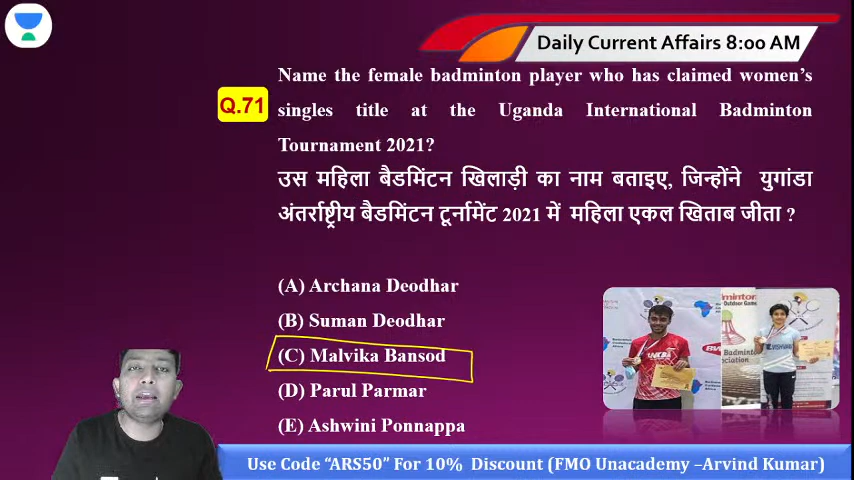 Daily Current Affairs 8:00 AM
Name the female badminton player who has claimed women's
Q.71
singles title at the Uganda International Badminton
Tournament 2021?
उस महिला बैडमिंटन खिलाड़ी का नाम बताइए, जिन्होंने युगांडा
अंतर्राष्ट्रीय बैडमिंटन टूर्नामेंट 2021 में महिला एकल खिताब जीता ?
(A) Archana Deodhar
(B) Suman Deodhar
(C) Malvika Bansod
(D) Parul Parmar
(E) Ashwini Ponnappa
Use Code “ARS50” For 10% Discount (FMO Unacademy –Arvind Kumar)